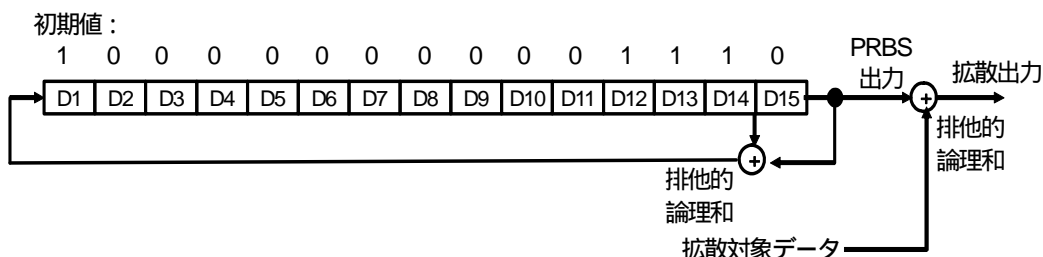 初期値：
1 0 0 0 0 0 0 0 0 0 0 1 1 1 0
D1 D2 D3 D4 D5 D6 D7 D8 D9 D10 D11 D12 D13 D14 D15
PRBS
出力
拡散出力
排他的
論理和
排他的
論理和
拡散対象データ